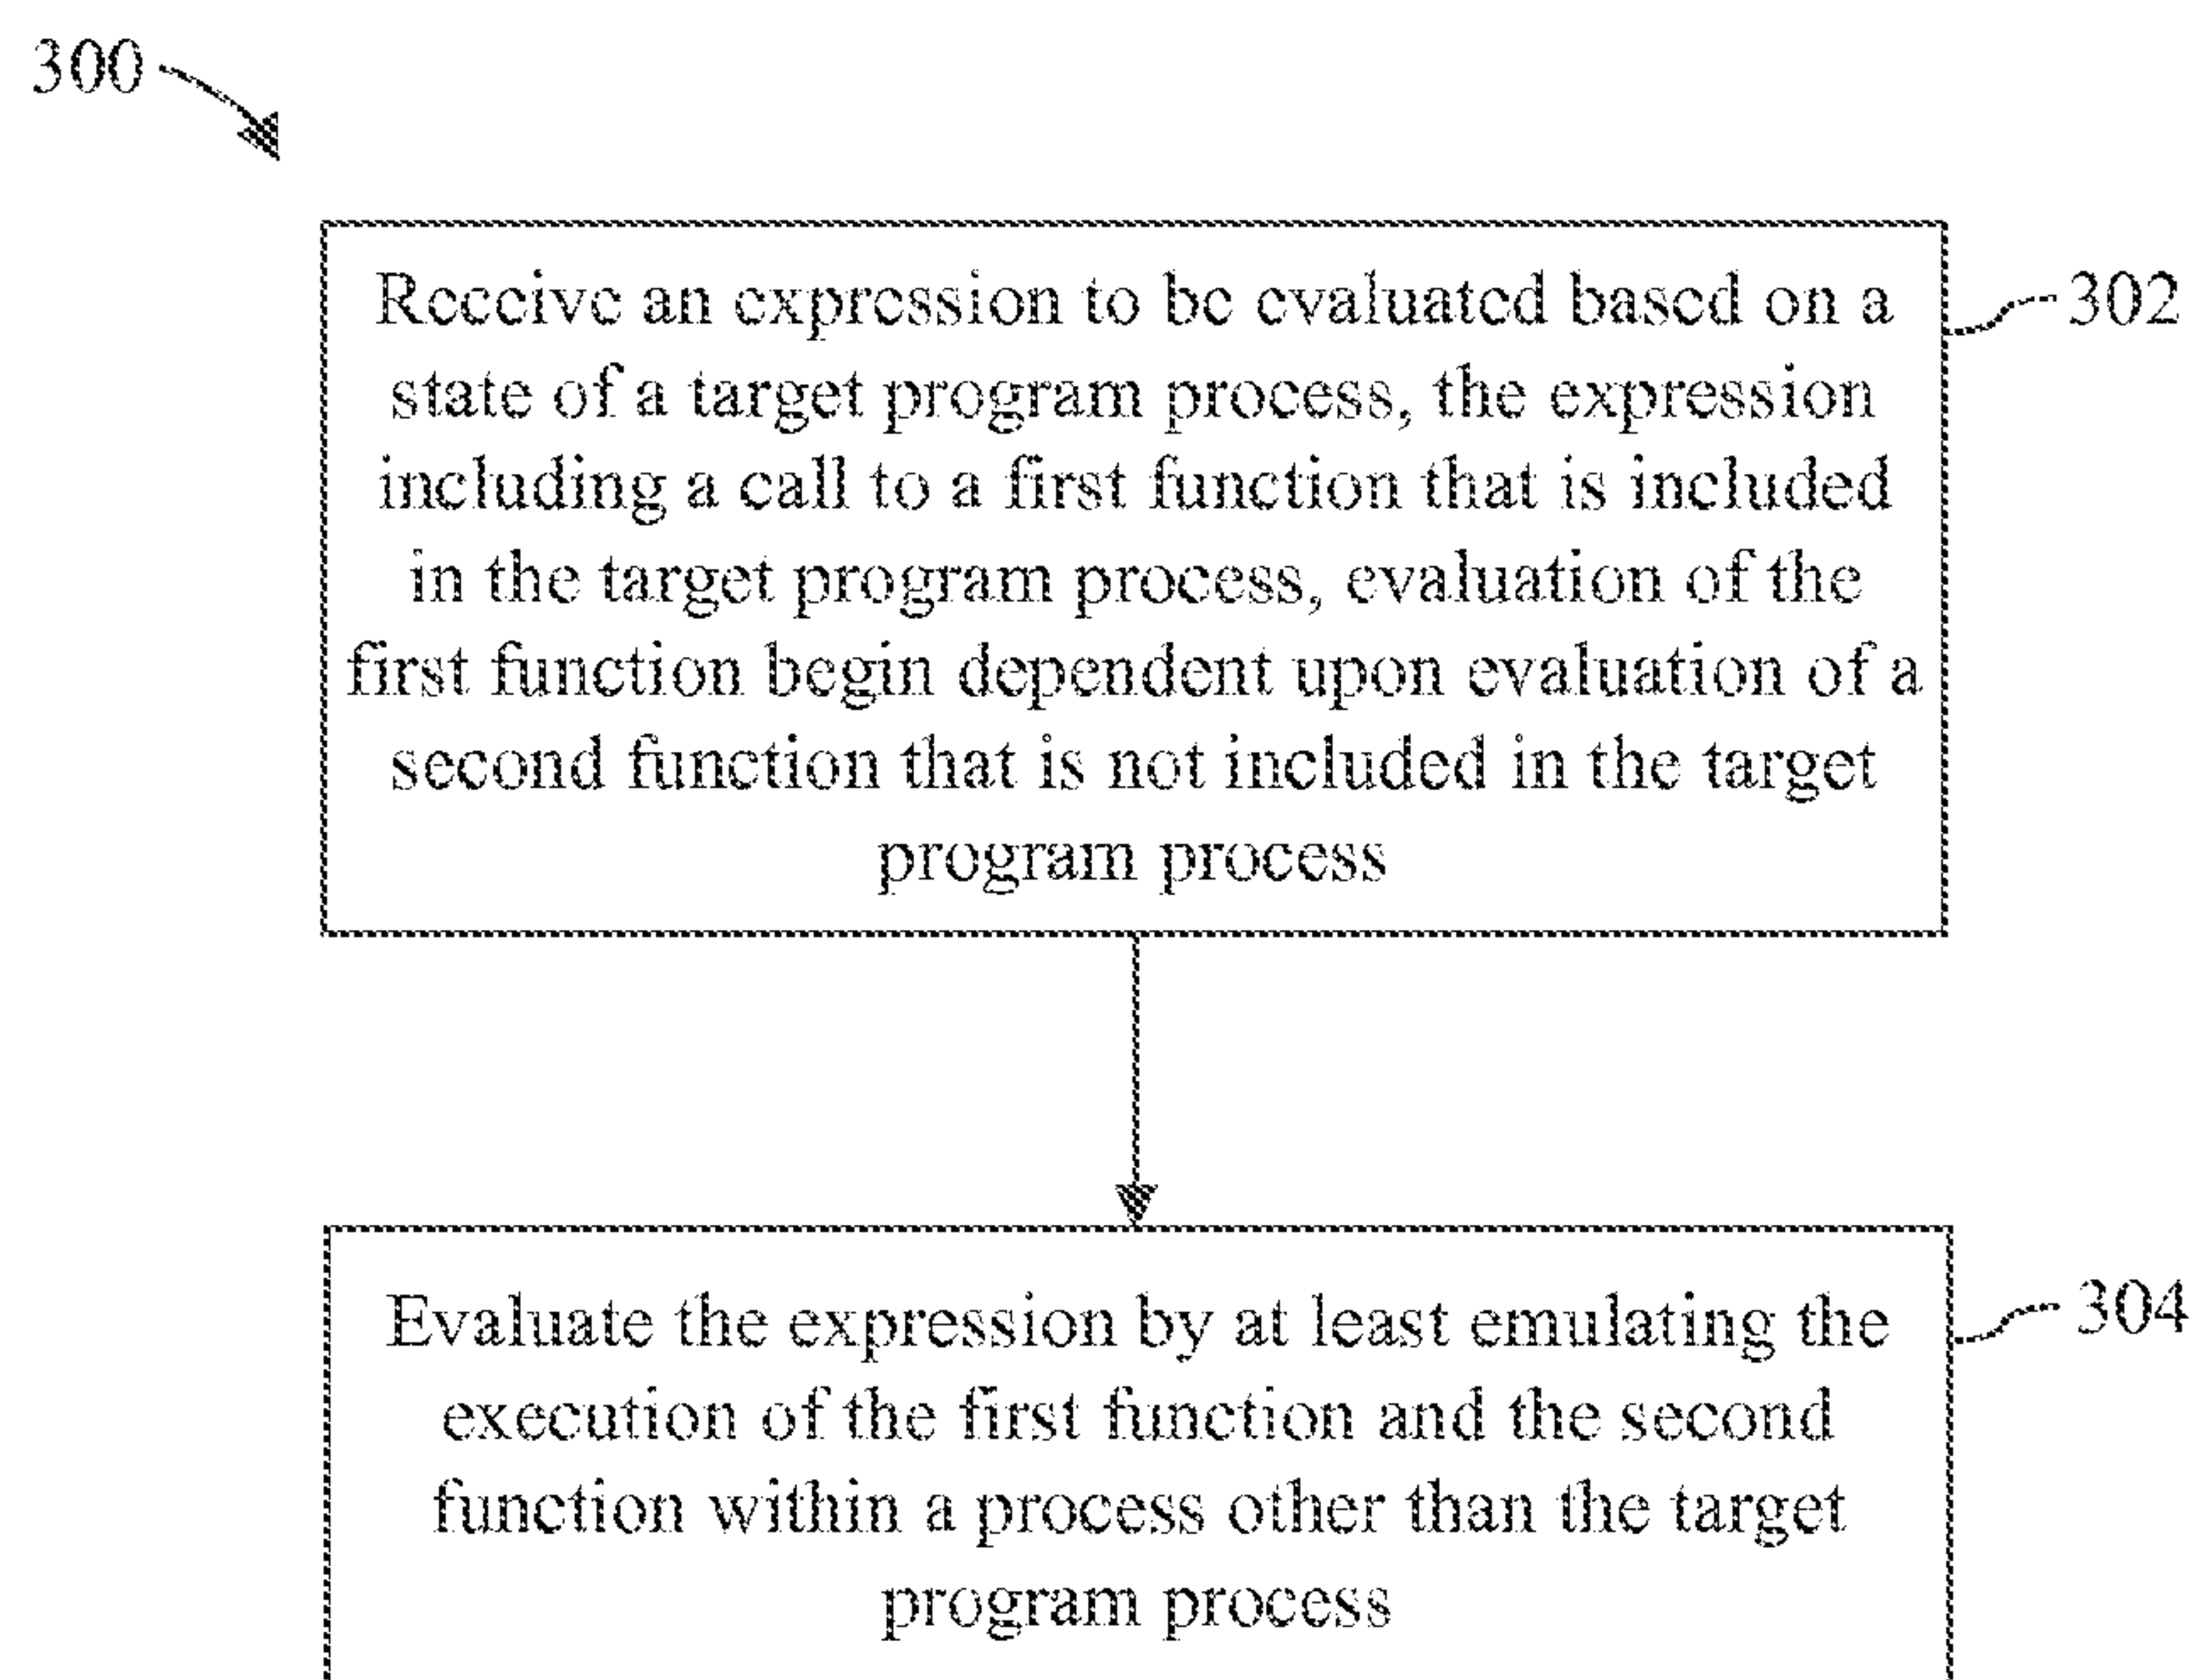 300
Receive an expression to be evaluated based on a
302
state of a target program process, the expression
including a call to a first function that is included
in the target program process, evaluation of the
first function begin dependent upon evaluation of a
second function that is not included in the target
program process
Evaluate the expression by at least emulating the
304
execution of the first function and the second
function within a process other than the target
program process